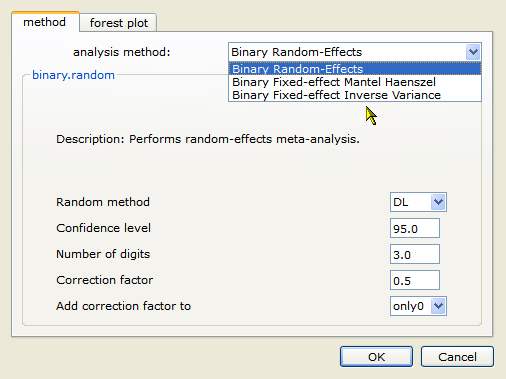 method forest plot
analysis method: Binary Random-Effects
Binary Random-Effects
binary.random
Binary Fixed-effect Mantel Haenszel
Binary Fixed-effect Inverse Variance
Description: Performs random-effects meta-analysis.
Random method DL
Confidence level 95.0
Number of digits 3.0
Correction factor 0.5
Add correction factor to only0
OK Cancel